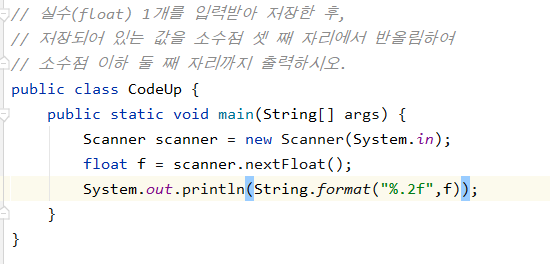 // 실수(float) 1개를 입력받아 저장한 후,
// 저장되어 있는 값을 소수점 셋 째 자리에서 반올림하여
// 소수점 이하 둘 째 자리까지 출력하시오.
public class CodeUp {
    public static void main(String[] args) {
        Scanner scanner = new Scanner(System.in);
        float f = scanner.nextFloat();
        System.out.println(String.format("%.2f",f));
    }
}